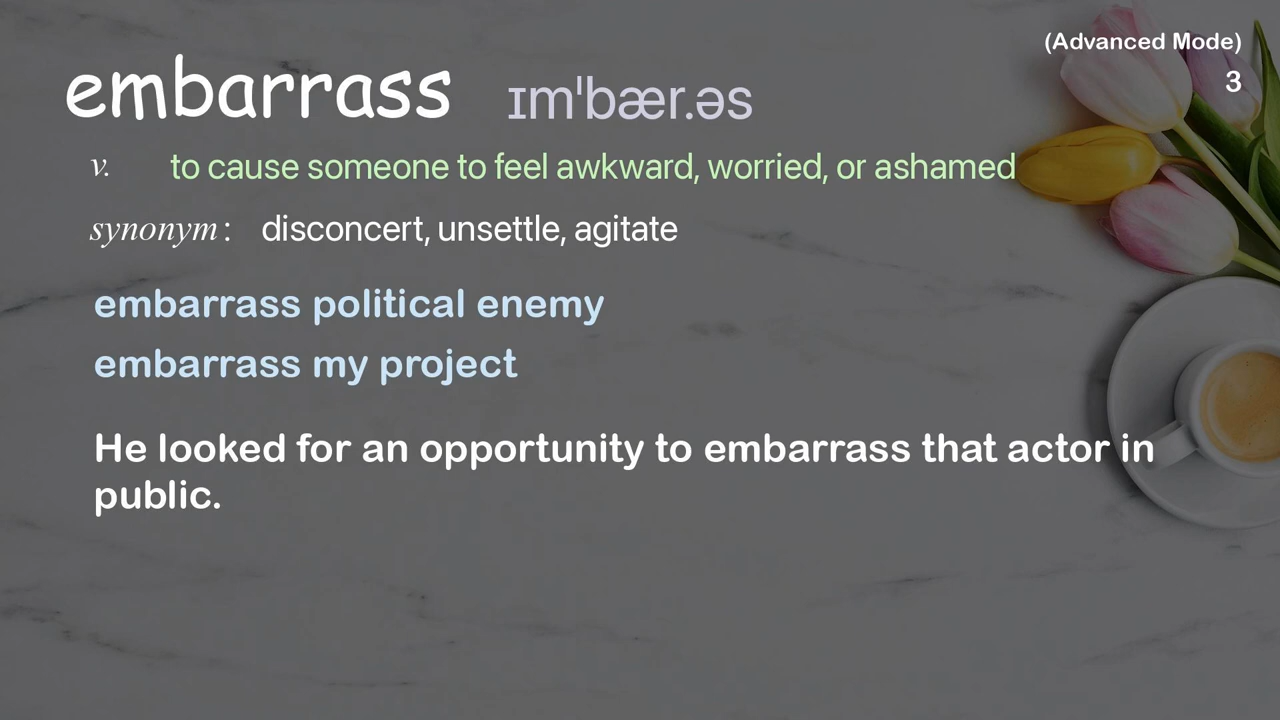 (Advanced Mode)
3
embarrass ɪm'bær.əs
v. to cause someone to feel awkward, worried, or ashamed
synonym: disconcert, unsettle, agitate
embarrass political enemy
embarrass my project
He looked for an opportunity to embarrass that actor in
public.